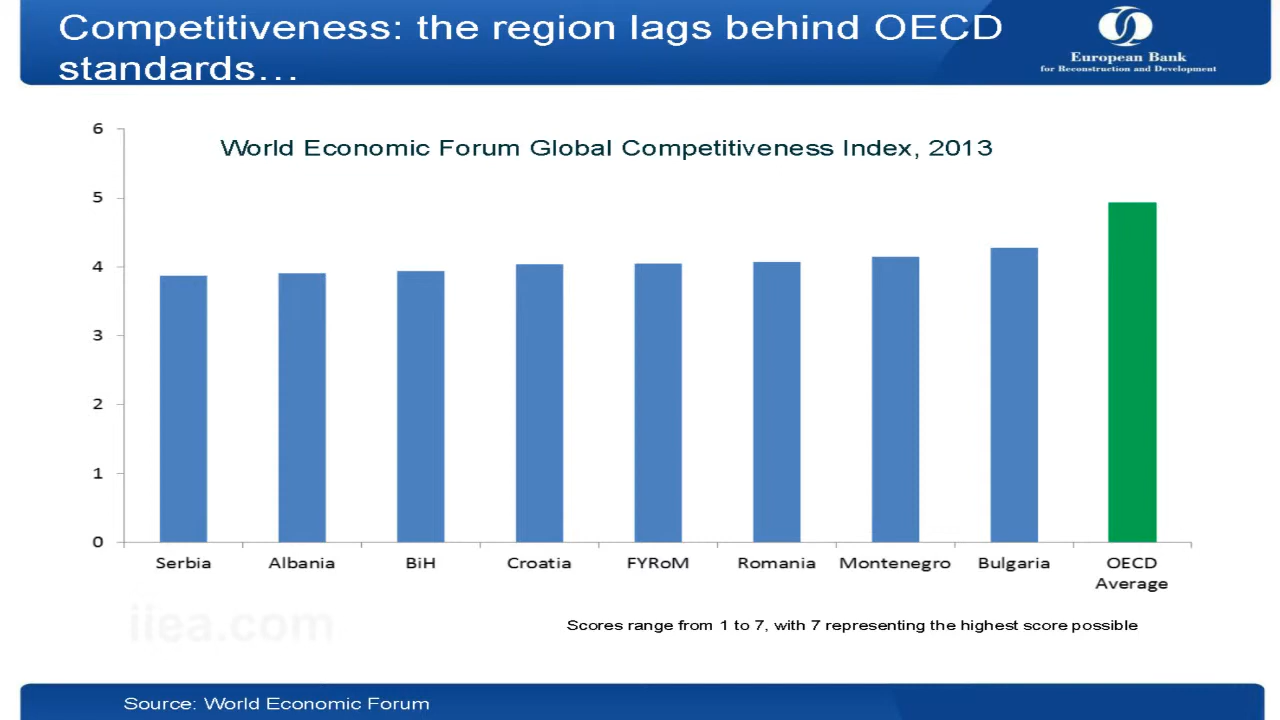 Competitiveness: the region lags behind OECD
standards…
European Bank
for Reconstruction and Development
World Economic Forum Global Competitiveness Index, 2013
6
5
4
3
2
1
0
Serbia Albania BiH Croatia FYRoM Romania Montenegro Bulgaria OECD
Average
iiea.com
Scores range from 1 to 7, with 7 representing the highest score possible
Source: World Economic Forum